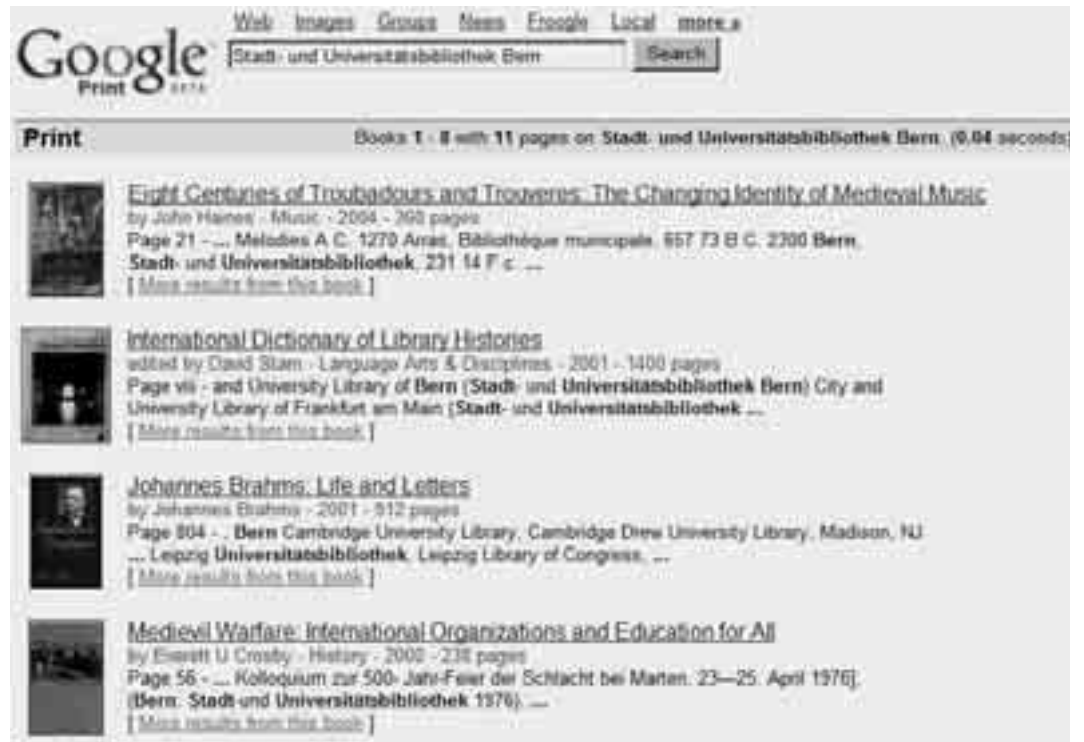 Web Images Groups News Froogle Local more »
Google Print BETA
Stadt- und Universitätsbibliothek Bern Search
Print Books 1 - 8 with 11 pages on Stadt- und Universitätsbibliothek Bern. (0.04 seconds)
Eight Centuries of Troubadours and Trouveres: The Changing Identity of Medieval Music
by John Haines - Music - 2004 - 360 pages
Page 21 - ... Melodies A C. 1270 Arras, Bibliothèque municipale, 657 73 B C. 2300 Bern,
Stadt- und Universitätsbibliothek, 231 14 F c. ...
[ More results from this book ]
International Dictionary of Library Histories
edited by David Stam - Language Arts & Disciplines - 2001 - 1400 pages
Page viii - and University Library of Bern (Stadt- und Universitätsbibliothek Bern) City and
University Library of Frankfurt am Main (Stadt- und Universitätsbibliothek ...
[ More results from this book ]
Johannes Brahms: Life and Letters
by Johannes Brahms - 2001 - 912 pages
Page 804 - ... Bern Cambridge University Library, Cambridge Drew University Library, Madison, NJ
... Leipzig Universitätsbibliothek, Leipzig Library of Congress, ...
[ More results from this book ]
Medievil Warfare: International Organizations and Education for All
by Everett U Crosby - History - 2000 - 238 pages
Page 56 - ... Kolloquium zur 500- Jahr-Feier der Schlacht bei Marten. 23—25. April 1976],
(Bern: Stadt-und Universitätsbibliothek 1976). ...
[ More results from this book ]